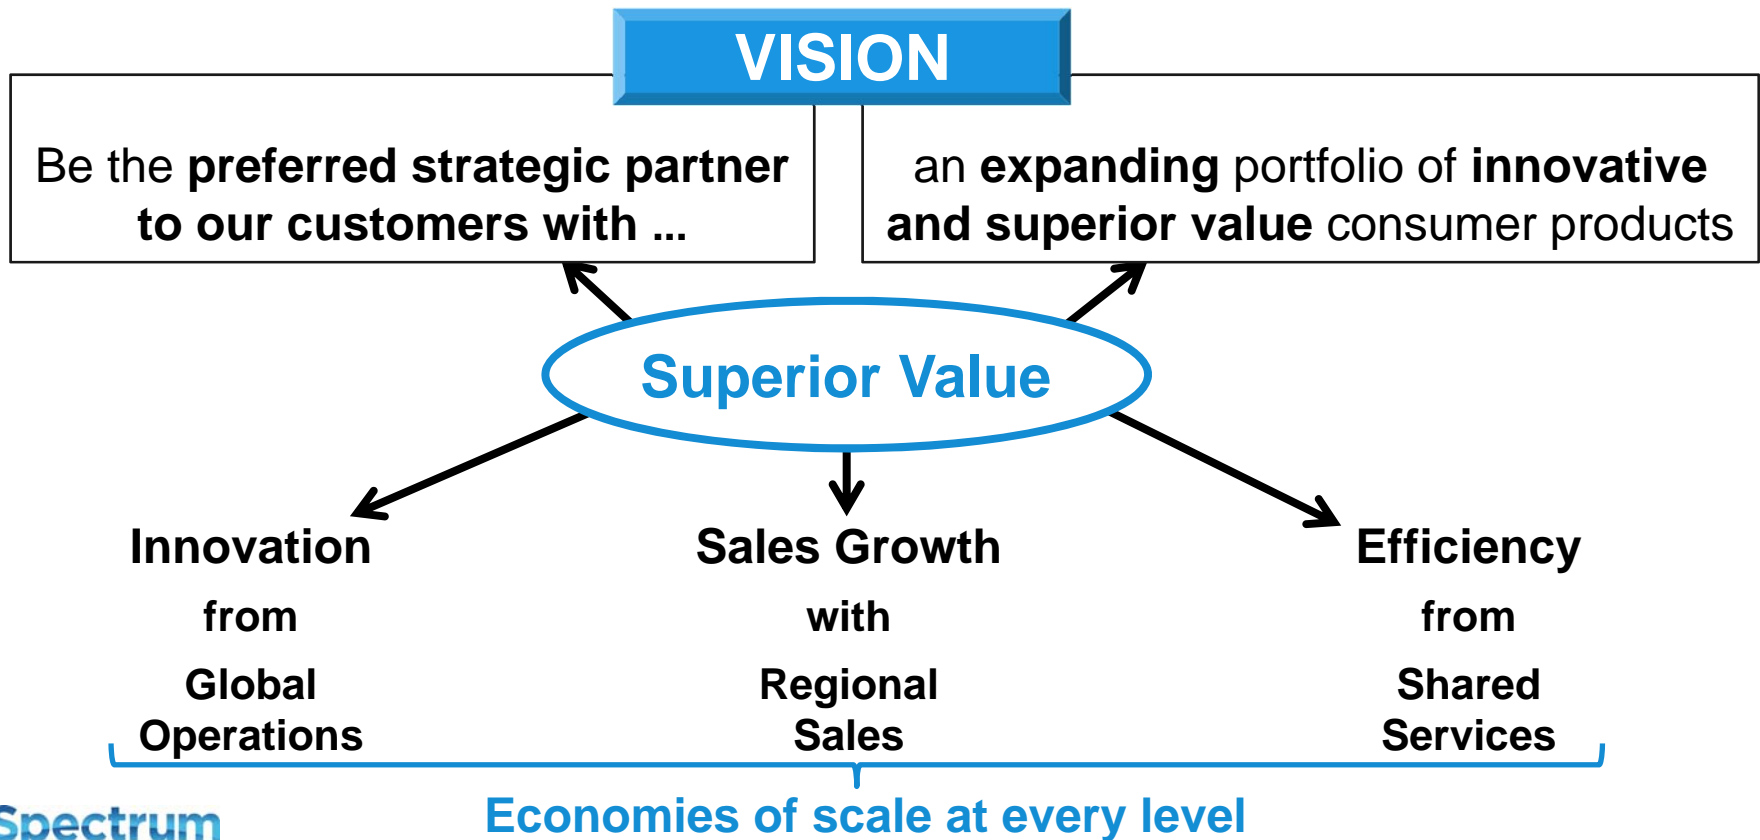 VISION
Be the preferred strategic partner
to our customers with ...
an expanding portfolio of innovative
and superior value consumer products
Superior Value
Innovation
from
Global
Operations
Sales Growth
with
Regional
Sales
Efficiency
from
Shared
Services
Economies of scale at every level
Spectrum